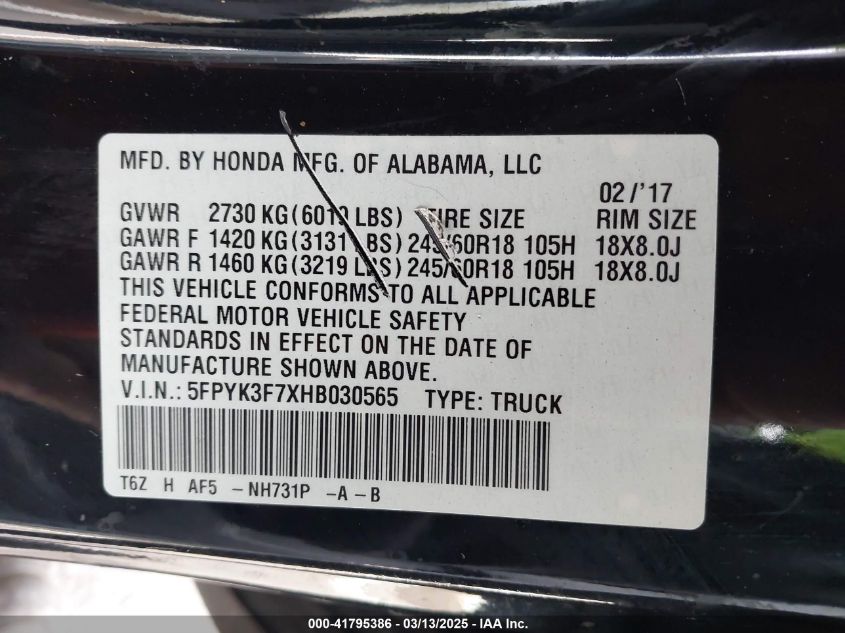 MFD. BY HONDA MFG. OF ALABAMA, LLC
02/'17
GVWR 2730 KG(6019 LBS) TIRE SIZE RIM SIZE
GAWR F 1420 KG(3131 LBS) 245/60R18 105H 18X8.0J
GAWR R 1460 KG(3219 LBS) 245/60R18 105H 18X8.0J
THIS VEHICLE CONFORMS TO ALL APPLICABLE
FEDERAL MOTOR VEHICLE SAFETY
STANDARDS IN EFFECT ON THE DATE OF
MANUFACTURE SHOWN ABOVE.
V.I.N.: 5FPYK3F7XHB030565 TYPE: TRUCK
T6Z H AF5 -NH731P -A-B
000-41795386 - 03/13/2025 - IAA Inc.